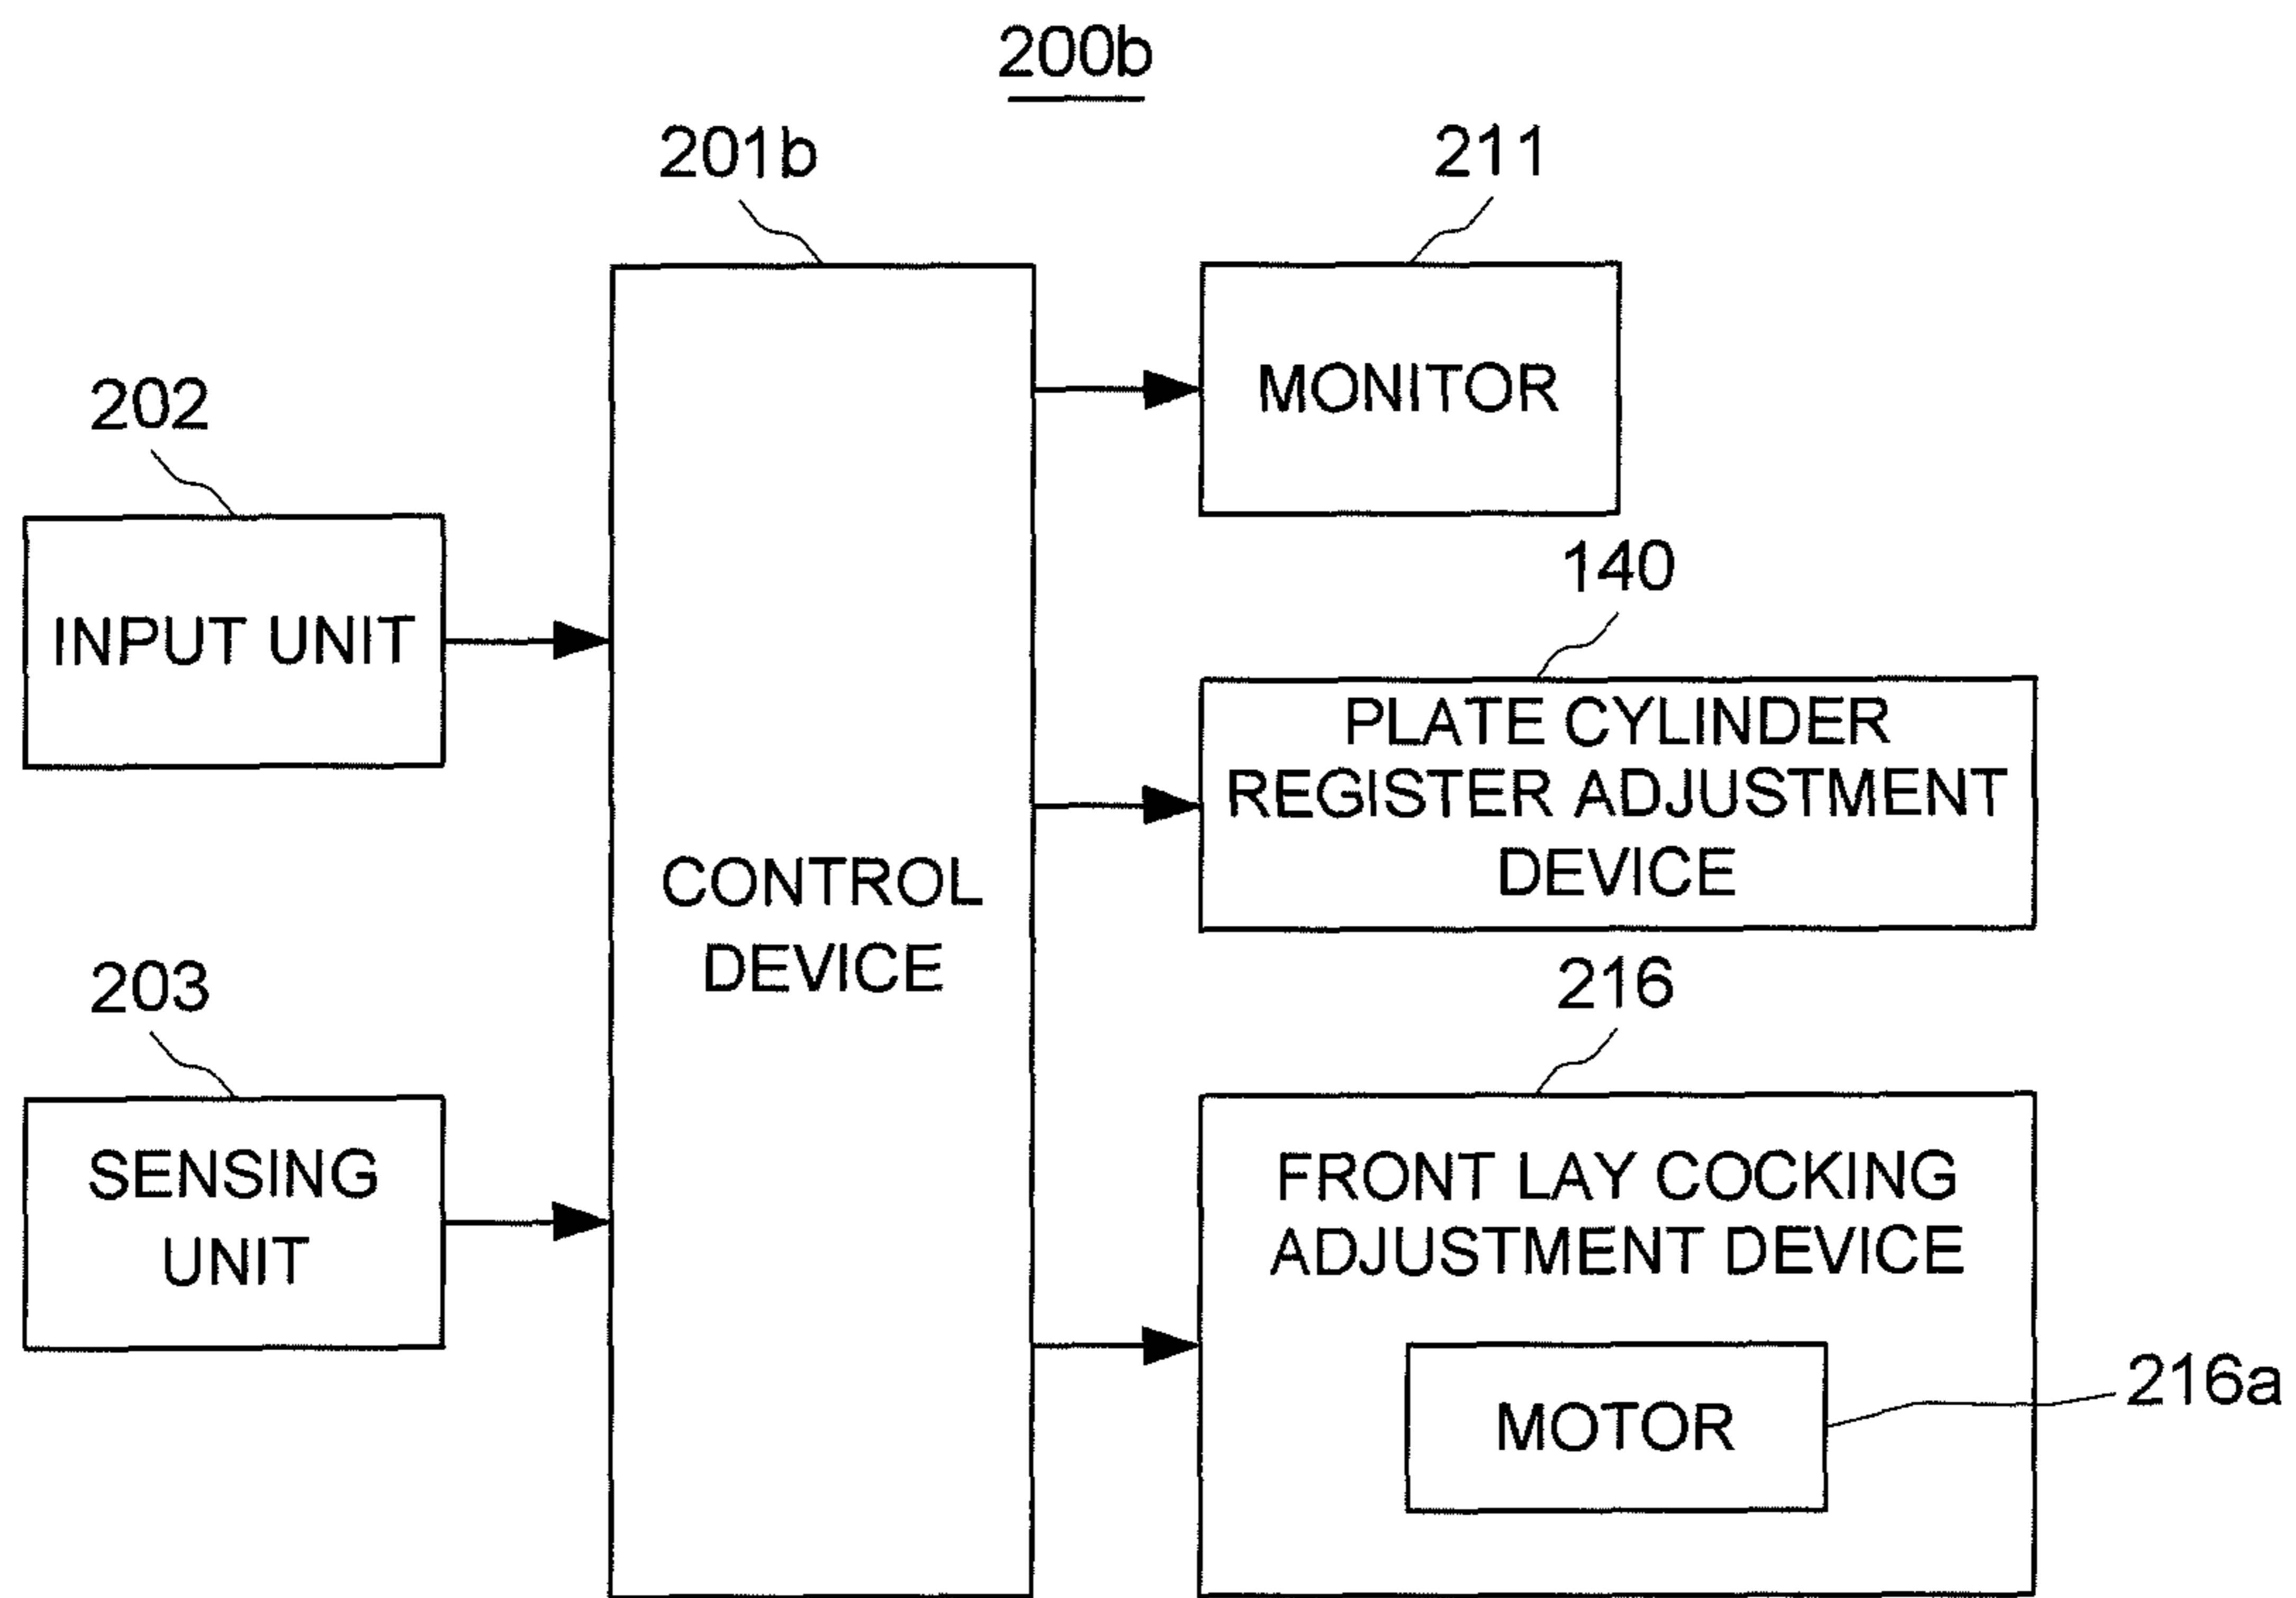 200b
201b
211
202
MONITOR
INPUT UNIT
140
PLATE CYLINDER
REGISTER ADJUSTMENT
DEVICE
CONTROL
DEVICE
203
216
SENSING
UNIT
FRONT LAY COCKING
ADJUSTMENT DEVICE
MOTOR
216a